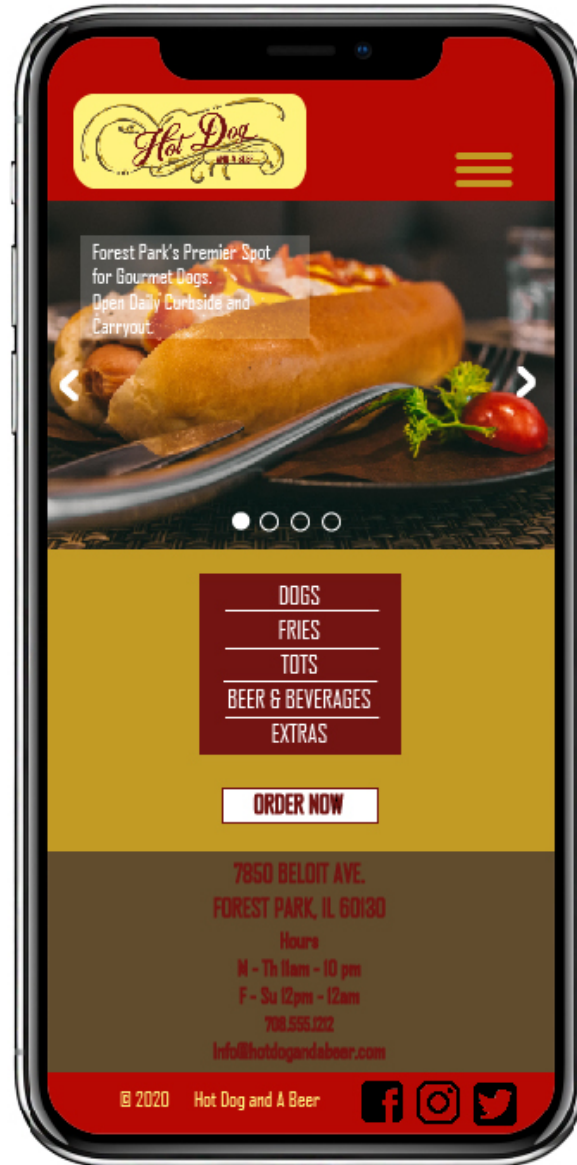 Hot Dog
AND A BEER
Forest Park's Premier Spot
for Gourmet Dogs.
Open Daily Curbside and
Carryout.
DOGS
FRIES
TOTS
BEER & BEVERAGES
EXTRAS
ORDER NOW
7850 BELOIT AVE.
FOREST PARK, IL 60130
Hours
M - Th 11am - 10 pm
F - Su 12pm - 12am
708.555.1212
Info@hotdogandabeer.com
© 2020 Hot Dog and A Beer